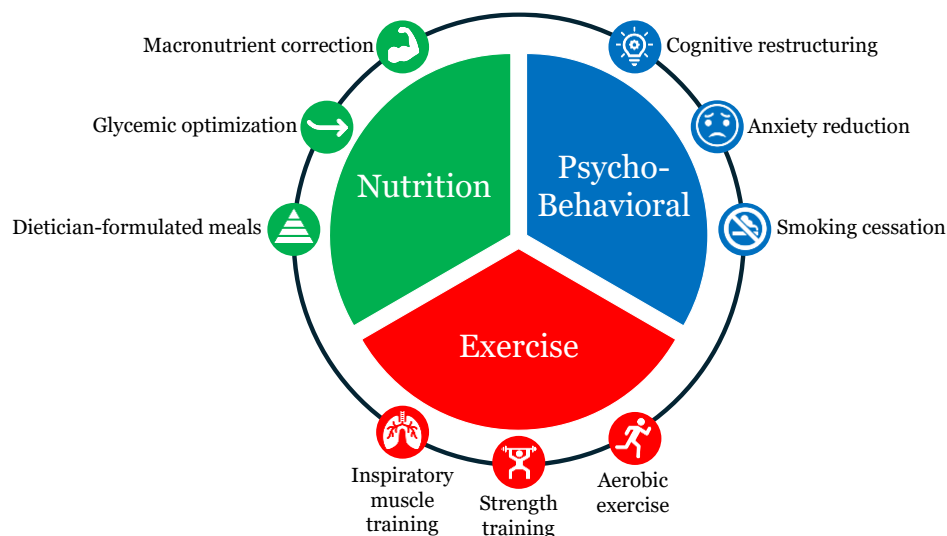 Macronutrient correction
Cognitive restructuring
Glycemic optimization
Anxiety reduction
Nutrition
Psycho-
Behavioral
Dietician-formulated meals
Smoking cessation
Exercise
Inspiratory
muscle
training
Strength
training
Aerobic
exercise